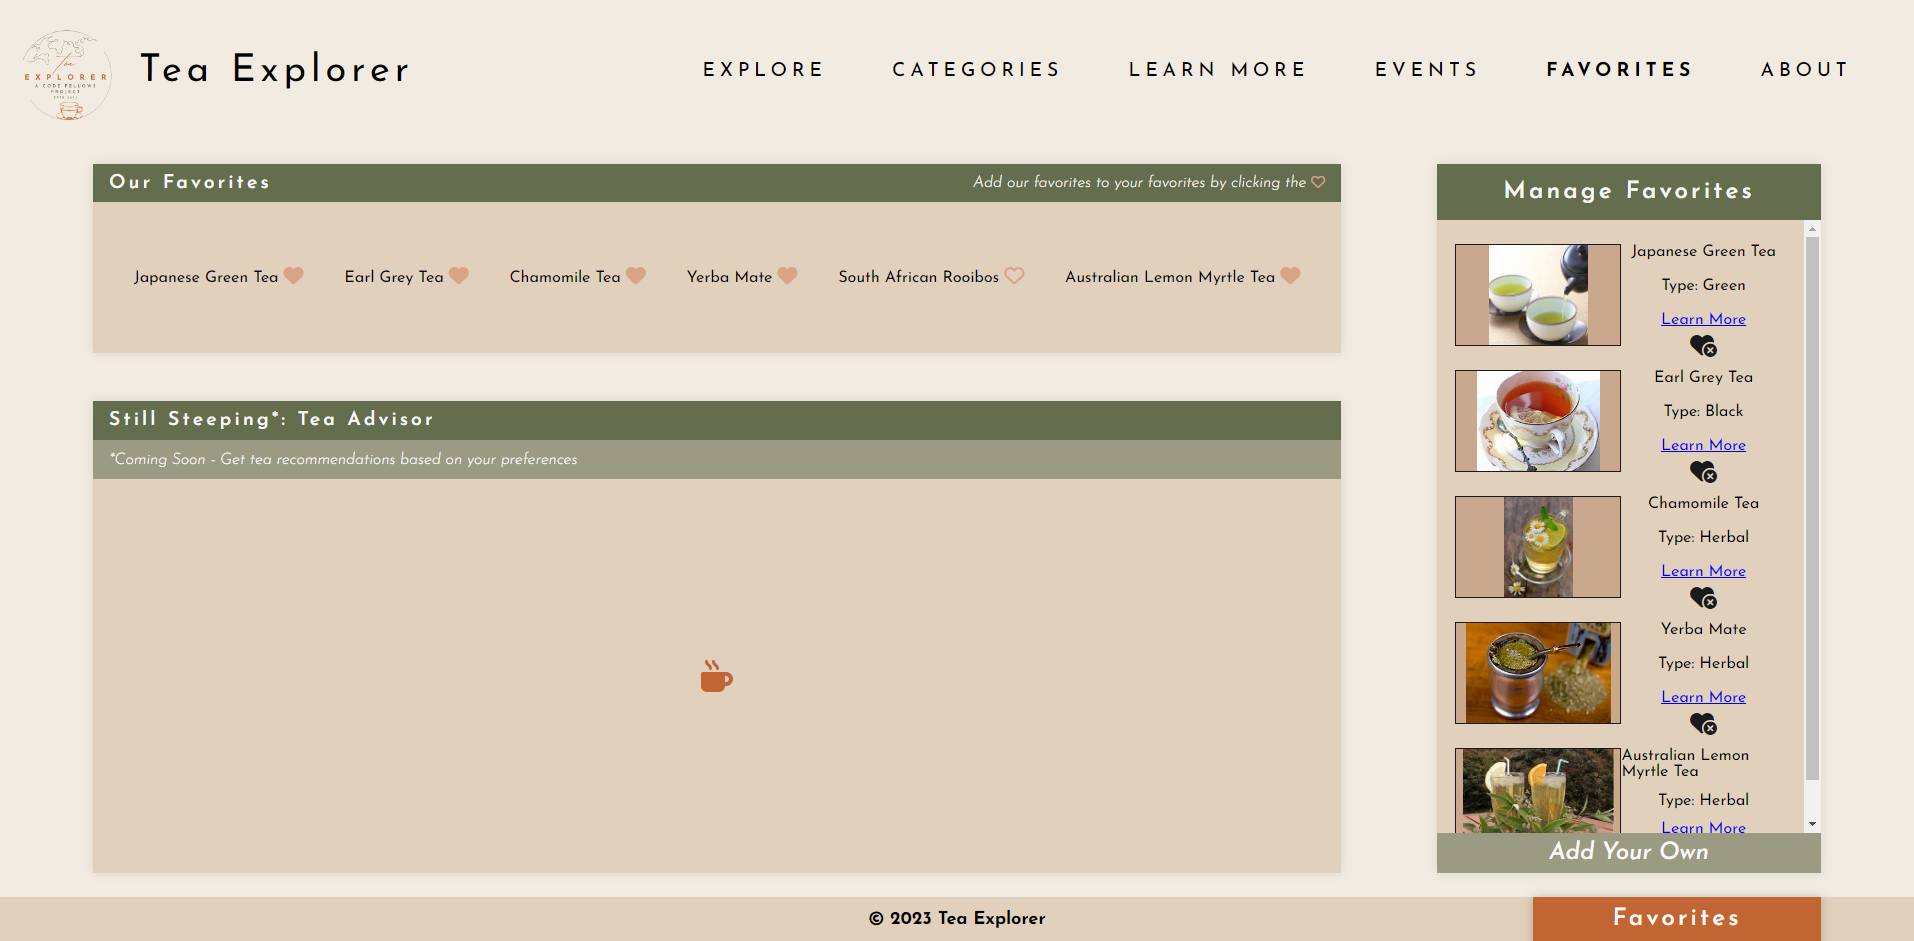 EXPLORER
A CODE FELLOWS
PROJECT
Tea Explorer
EXPLORE
CATEGORIES
LEARN MORE
EVENTS
FAVORITES
ABOUT
Our Favorites
Add our favorites to your favorites by clicking the
Japanese Green Tea
Earl Grey Tea
Chamomile Tea
Yerba Mate
South African Rooibos
Australian Lemon Myrtle Tea
Still Steeping*: Tea Advisor
*Coming Soon - Get tea recommendations based on your preferences
Manage Favorites
Japanese Green Tea
Type: Green
Learn More
Earl Grey Tea
Type: Black
Learn More
Chamomile Tea
Type: Herbal
Learn More
Yerba Mate
Type: Herbal
Learn More
Australian Lemon
Myrtle Tea
Type: Herbal
Learn More
Add Your Own
© 2023 Tea Explorer
Favorites